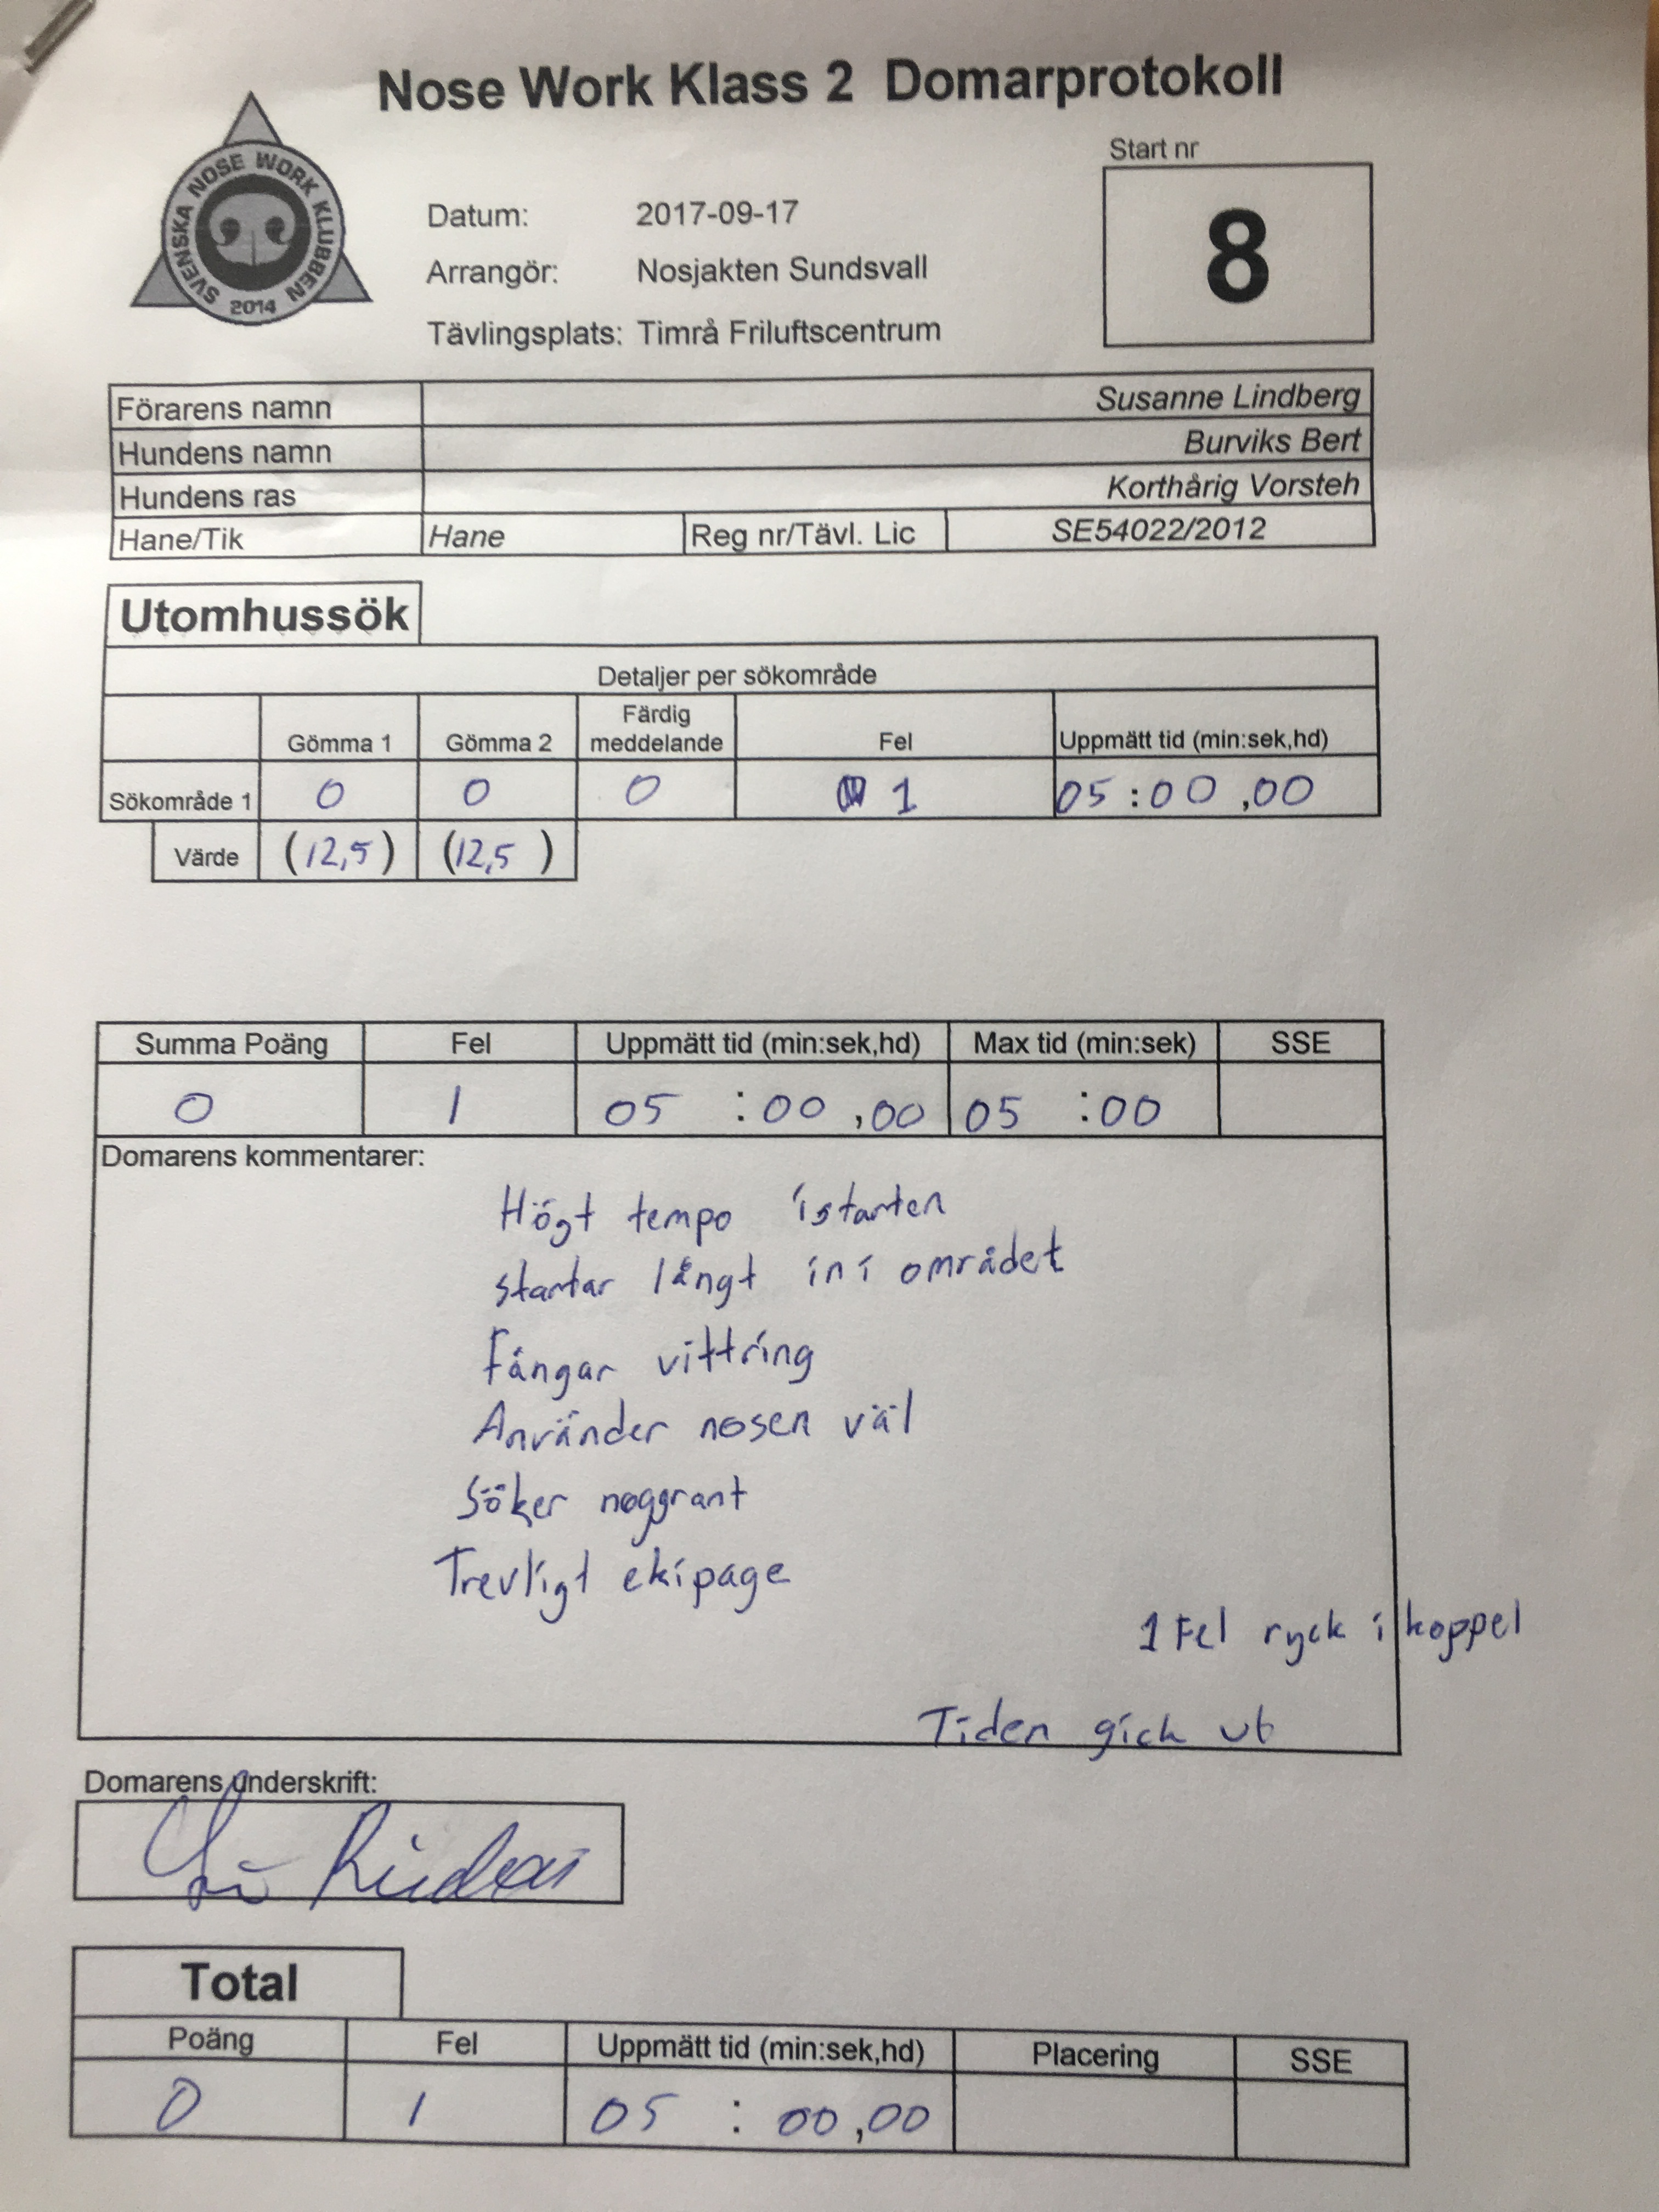 Nose Work Klass 2 Domarprotokoll
SVENSKA NOSE WORK KLUBBEN
2014
Start nr
8
Datum: 2017-09-17
Arrangör: Nosjakten Sundsvall
Tävlingsplats: Timrå Friluftscentrum
Förarens namn Susanne Lindberg
Hundens namn Burviks Bert
Hundens ras Korthårig Vorsteh
Hane/Tik Hane Reg nr/Tävl. Lic SE54022/2012
Utomhussök
Detaljer per sökområde
Gömma 1 Gömma 2 Färdig meddelande Fel Uppmätt tid (min:sek,hd)
Sökområde 1 0 0 0 1 05:00,00
Värde (12,5) (12,5)
Summa Poäng Fel Uppmätt tid (min:sek,hd) Max tid (min:sek) SSE
0 1 05:00,00 05:00
Domarens kommentarer:
Högt tempo i starten
startar långt in i området
Fångar vittring
Använder nosen väl
Söker noggrant
Trevligt ekipage
1 Fel ryck i koppel
Tiden gick ut
Domarens underskrift:
Total
Poäng Fel Uppmätt tid (min:sek,hd) Placering SSE
0 1 05:00,00